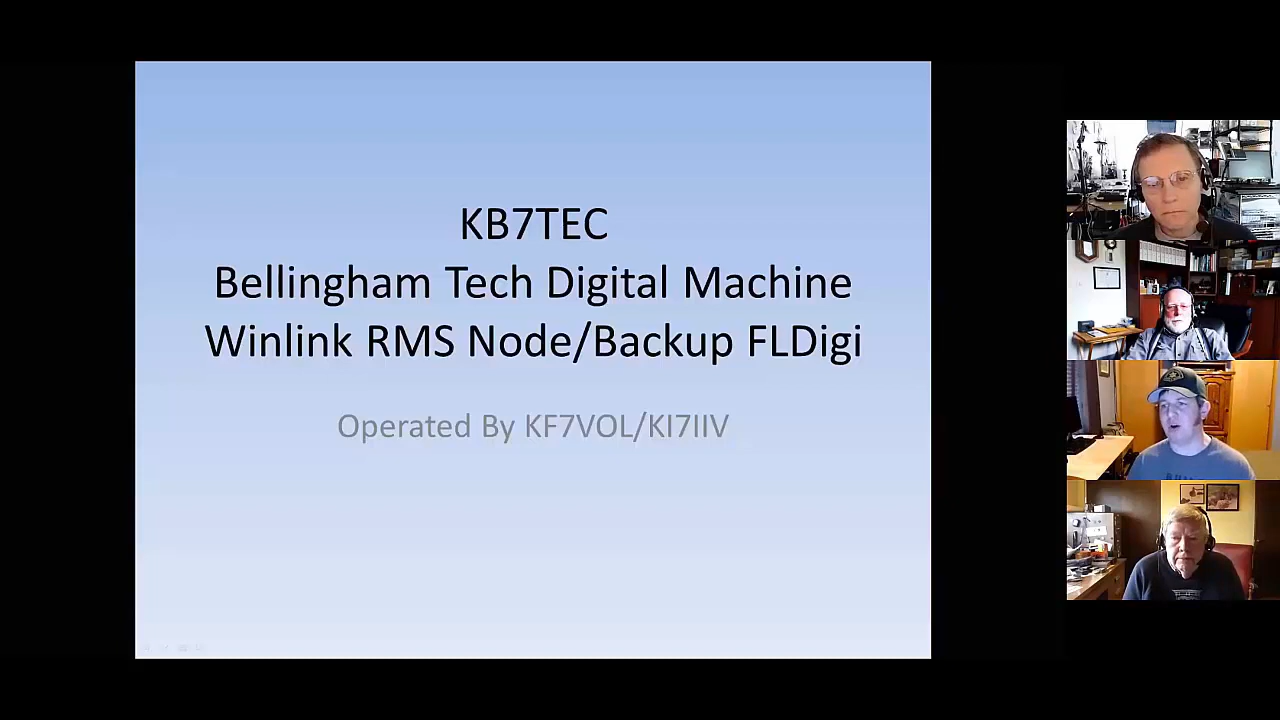 KB7TEC
Bellingham Tech Digital Machine
Winlink RMS Node/Backup FLDigi
Operated By KF7VOL/KI7IIV